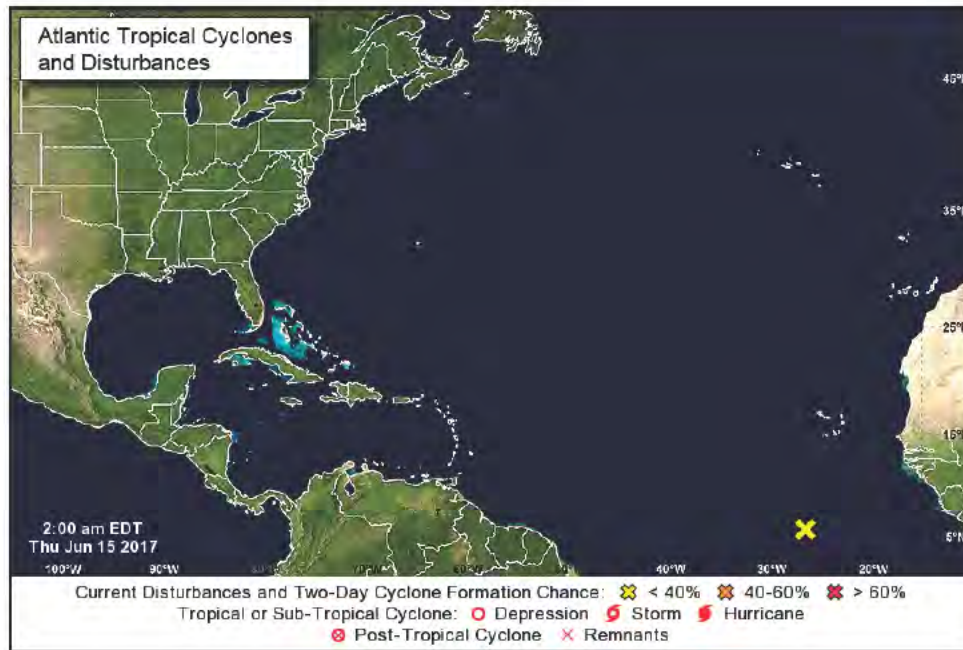 Atlantic Tropical Cyclones
and Disturbances
45°N
35°N
25°N
15°N
5°N
2:00 am EDT
Thu Jun 15 2017
100°W 90°W 80°W 70°W 40°W 30°W 20°W
Current Disturbances and Two-Day Cyclone Formation Chance: < 40% 40-60% > 60%
Tropical or Sub-Tropical Cyclone: Depression Storm Hurricane
Post-Tropical Cyclone Remnants